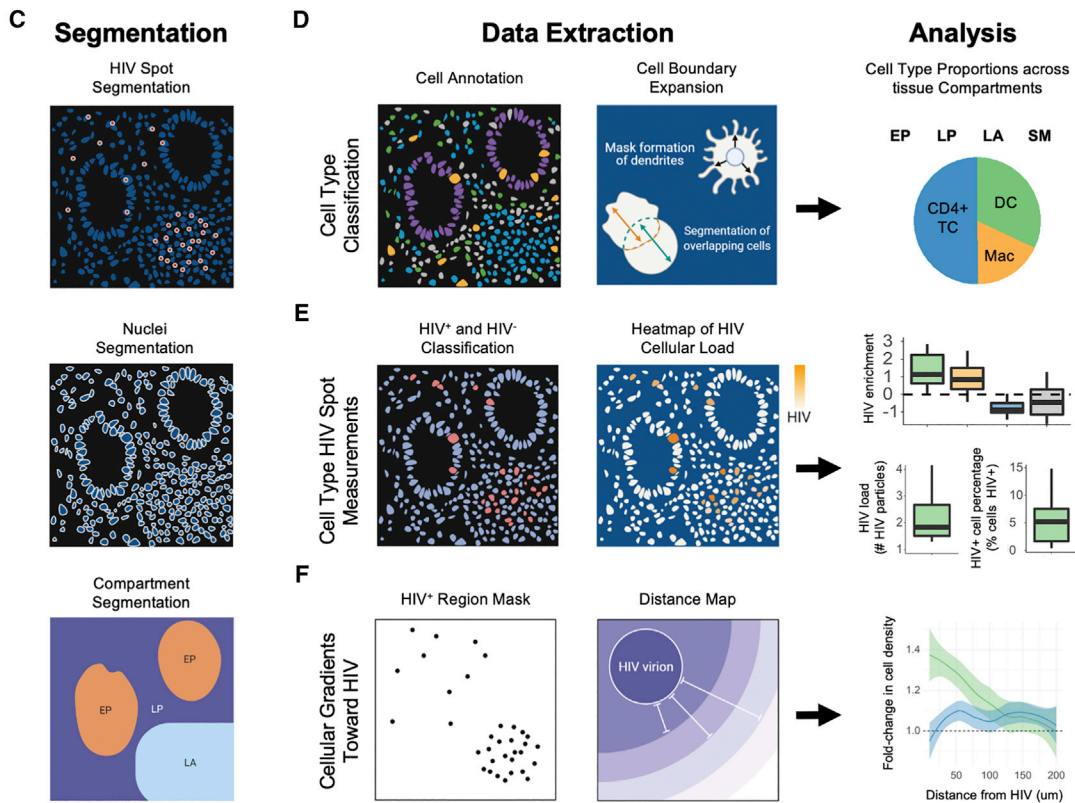 C
Segmentation
HIV Spot
Segmentation
Nuclei
Segmentation
Compartment
Segmentation
EP
EP
LP
LA
D
Data Extraction
Analysis
Cell Type
Classification
Cell Annotation
Cell Boundary
Expansion
Mask formation
of dendrites
Segmentation of
overlapping cells
Cell Type Proportions across
tissue Compartments
EP LP LA SM
CD4+
TC
DC
Mac
E
Cell Type HIV Spot
Measurements
HIV⁺ and HIV⁻
Classification
Heatmap of HIV
Cellular Load
HIV
HIV enrichment
3
2
1
0
-1
HIV load
(# HIV particles)
4
3
2
1
HIV+ cell percentage
(% cells HIV+)
15
10
5
0
F
Cellular Gradients
Toward HIV
HIV⁺ Region Mask
Distance Map
HIV virion
Fold-change in cell density
1.4
1.2
1.0
50 100 150 200
Distance from HIV (um)